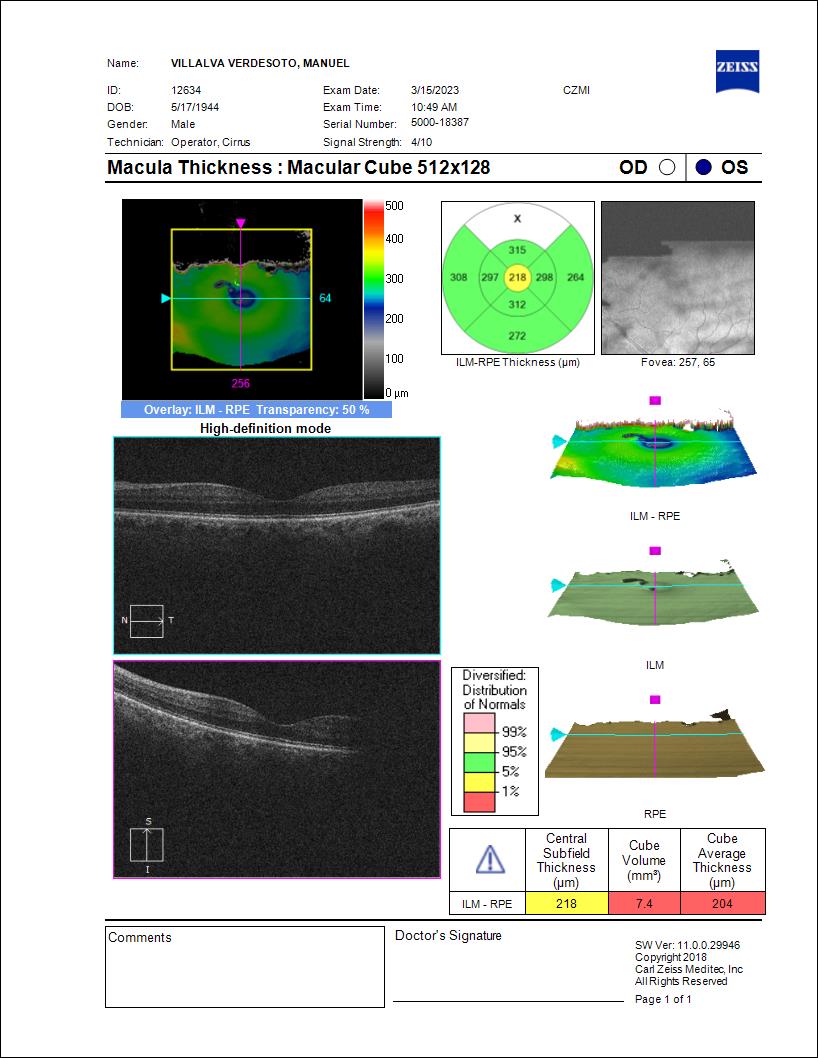 Name: VILLALVA VERDESOTO, MANUEL
ZEISS
ID: 12634 Exam Date: 3/15/2023 CZMI
DOB: 5/17/1944 Exam Time: 10:49 AM
Gender: Male Serial Number: 5000-18387
Technician: Operator, Cirrus Signal Strength: 4/10
Macula Thickness : Macular Cube 512x128 OD OS
500
400
300
200
100
0 µm
64
256
Overlay: ILM - RPE Transparency: 50 %
X
315
308 297 218 298 264
312
272
ILM-RPE Thickness (µm)
Fovea: 257, 65
High-definition mode
N T
ILM - RPE
ILM
S
I
Diversified:
Distribution
of Normals
99%
95%
5%
1%
RPE
Central Subfield Thickness (µm)
Cube Volume (mm³)
Cube Average Thickness (µm)
ILM - RPE 218 7.4 204
Comments
Doctor's Signature
SW Ver: 11.0.0.29946
Copyright 2018
Carl Zeiss Meditec, Inc
All Rights Reserved
Page 1 of 1